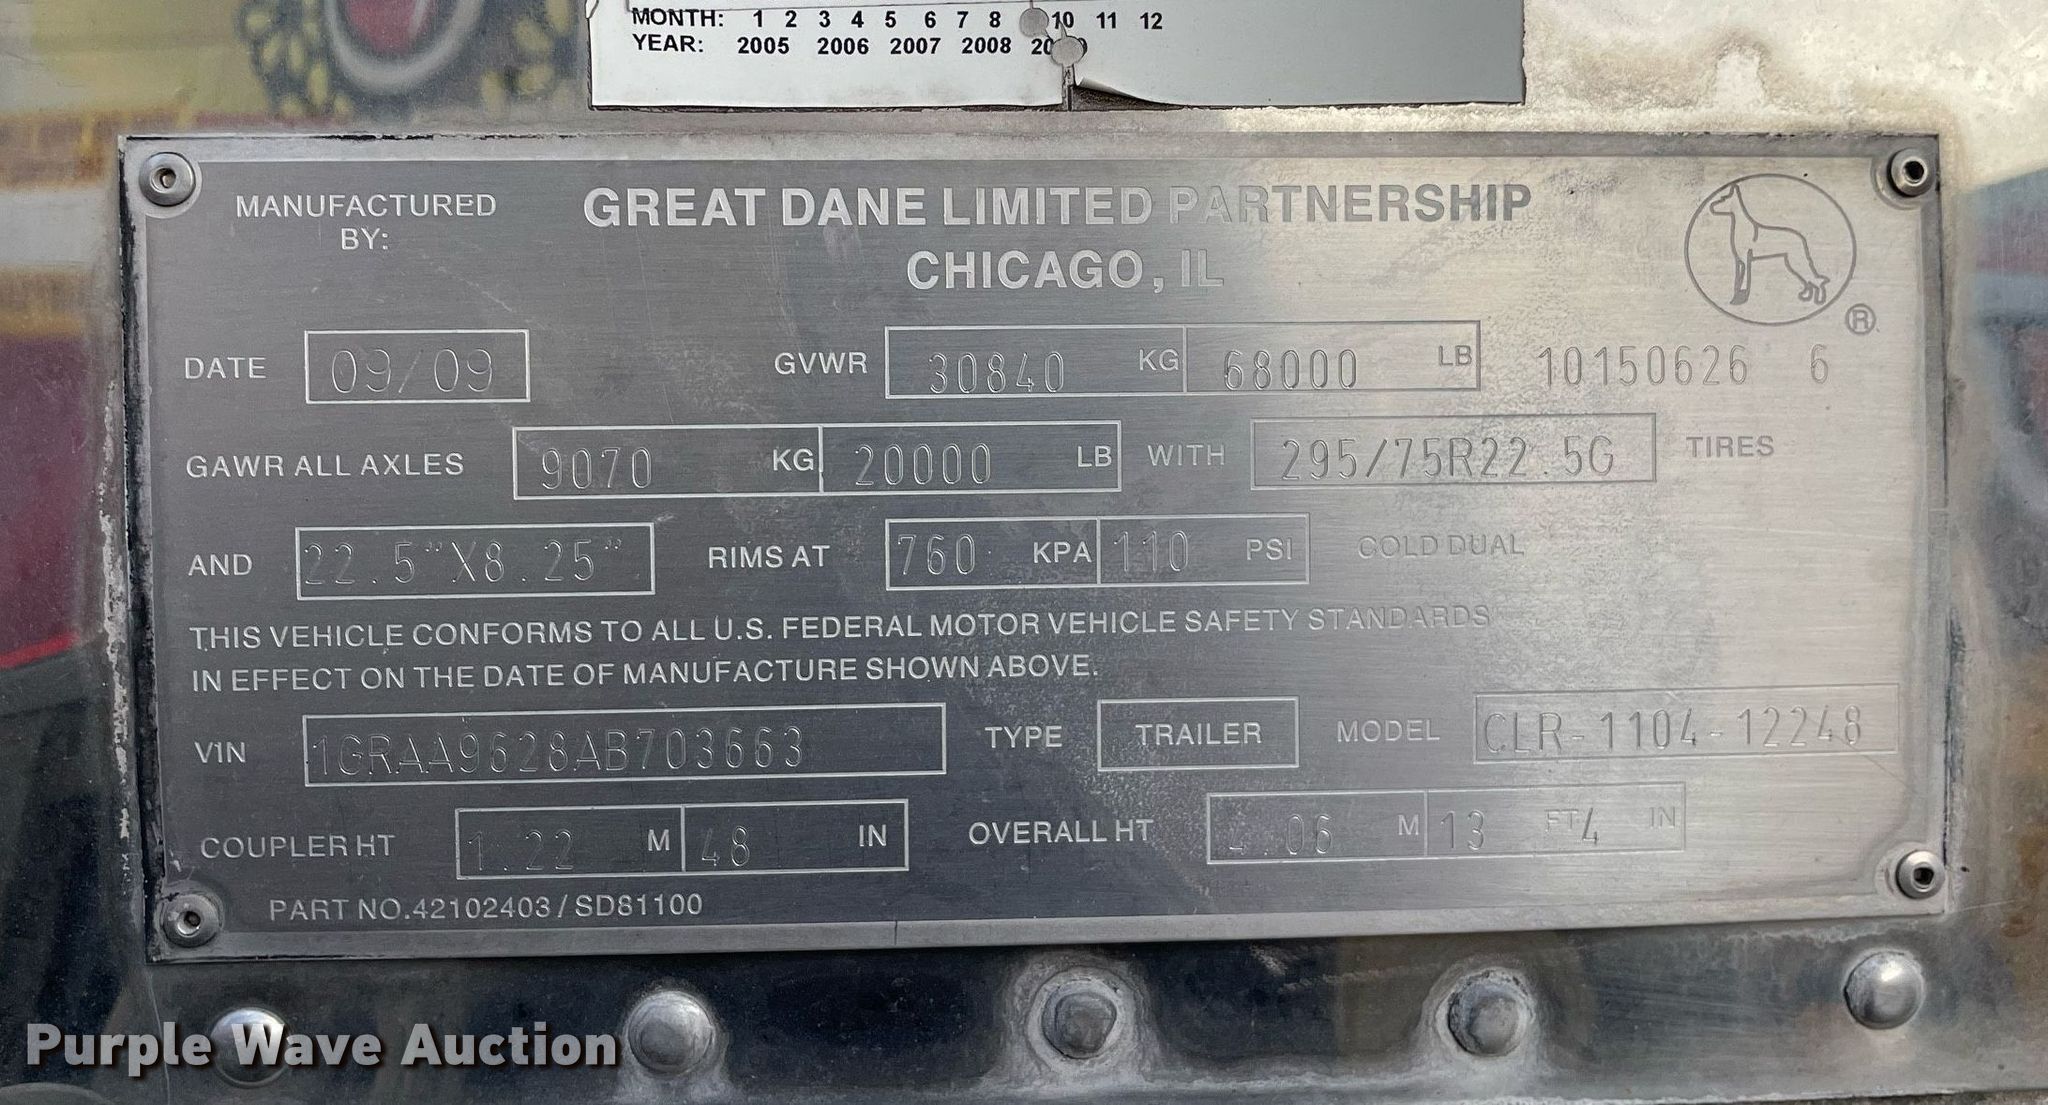 MONTH: 1 2 3 4 5 6 7 8 10 11 12
YEAR: 2005 2006 2007 2008
MANUFACTURED BY:
GREAT DANE LIMITED PARTNERSHIP
CHICAGO, IL
DATE 09/09 GVWR 30840 KG 68000 LB 10150626 6
GAWR ALL AXLES 9070 KG 20000 LB WITH 295/75R22.5G TIRES
AND 22.5"X8.25" RIMS AT 760 KPA 110 PSI COLD DUAL
THIS VEHICLE CONFORMS TO ALL U.S. FEDERAL MOTOR VEHICLE SAFETY STANDARDS
IN EFFECT ON THE DATE OF MANUFACTURE SHOWN ABOVE.
VIN 1GRAA9628AB703663 TYPE TRAILER MODEL CLR-1104-12248
COUPLER HT 1.22 M 48 IN OVERALL HT 4.06 M 13 FT 4 IN
PART NO.42102403/SD81100
®
Purple Wave Auction